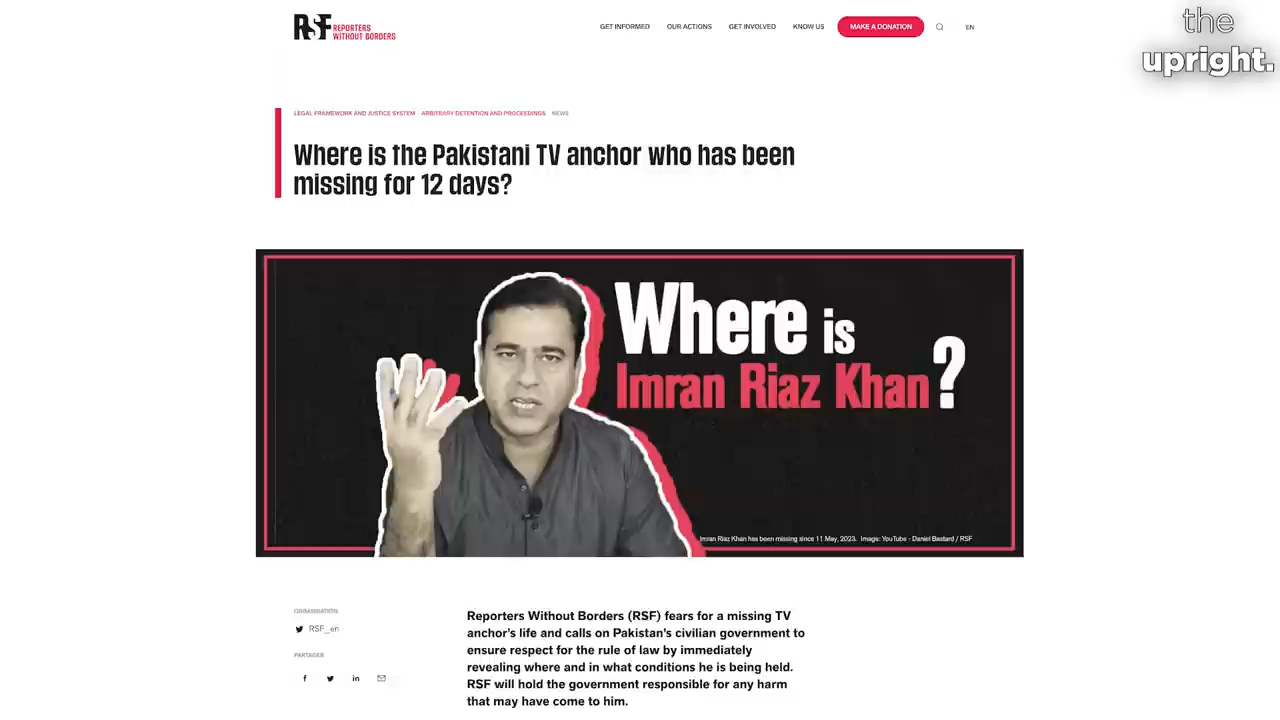 RSF REPORTERS
WITHOUT BORDERS
GET INFORMED OUR ACTIONS GET INVOLVED KNOW US MAKE A DONATION EN
the
upright.
LEGAL FRAMEWORK AND JUSTICE SYSTEM ARBITRARY DETENTION AND PROCEEDINGS NEWS
Where is the Pakistani TV anchor who has been
missing for 12 days?
Where is
Imran Riaz Khan?
Imran Riaz Khan has been missing since 11 May, 2023. Image: YouTube - Daniel Bastard / RSF
ORGANISATION:
RSF_en
PARTAGER
Reporters Without Borders (RSF) fears for a missing TV
anchor's life and calls on Pakistan's civilian government to
ensure respect for the rule of law by immediately
revealing where and in what conditions he is being held.
RSF will hold the government responsible for any harm
that may have come to him.